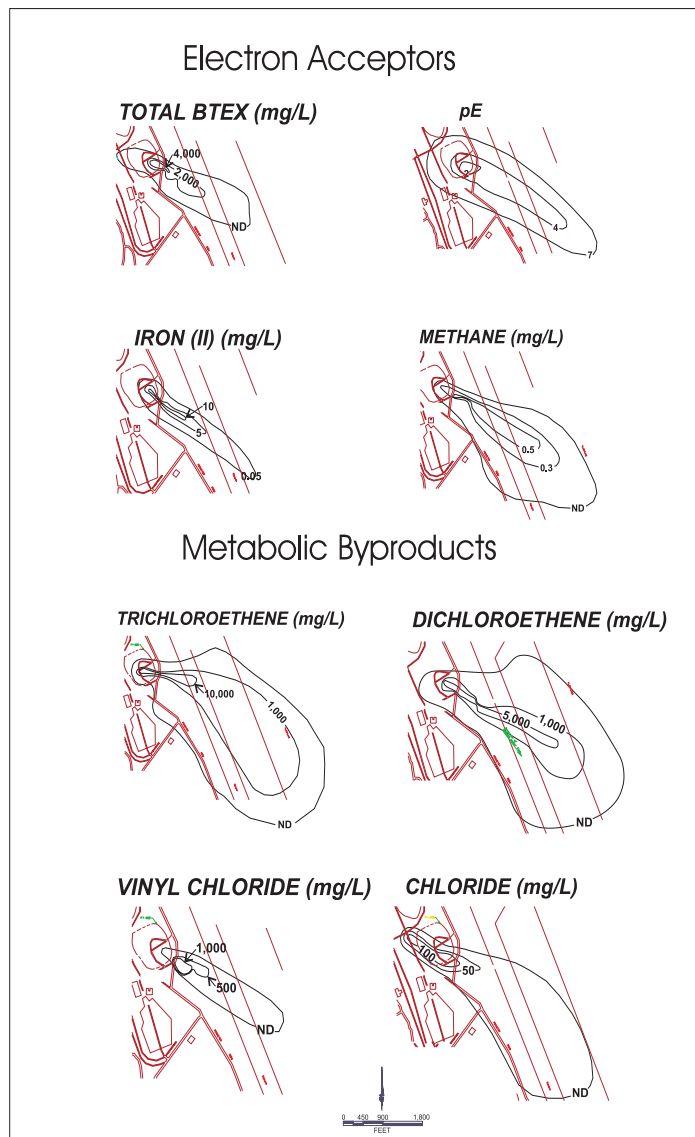 Electron Acceptors
TOTAL BTEX (mg/L)
4,000
2,000
ND
pE
2
4
7
IRON (II) (mg/L)
10
5
0.05
METHANE (mg/L)
0.5
0.3
ND
Metabolic Byproducts
TRICHLOROETHENE (mg/L)
10,000
1,000
ND
DICHLOROETHENE (mg/L)
5,000
1,000
ND
VINYL CHLORIDE (mg/L)
1,000
500
ND
CHLORIDE (mg/L)
100
50
ND
0 450 900 1,800
FEET